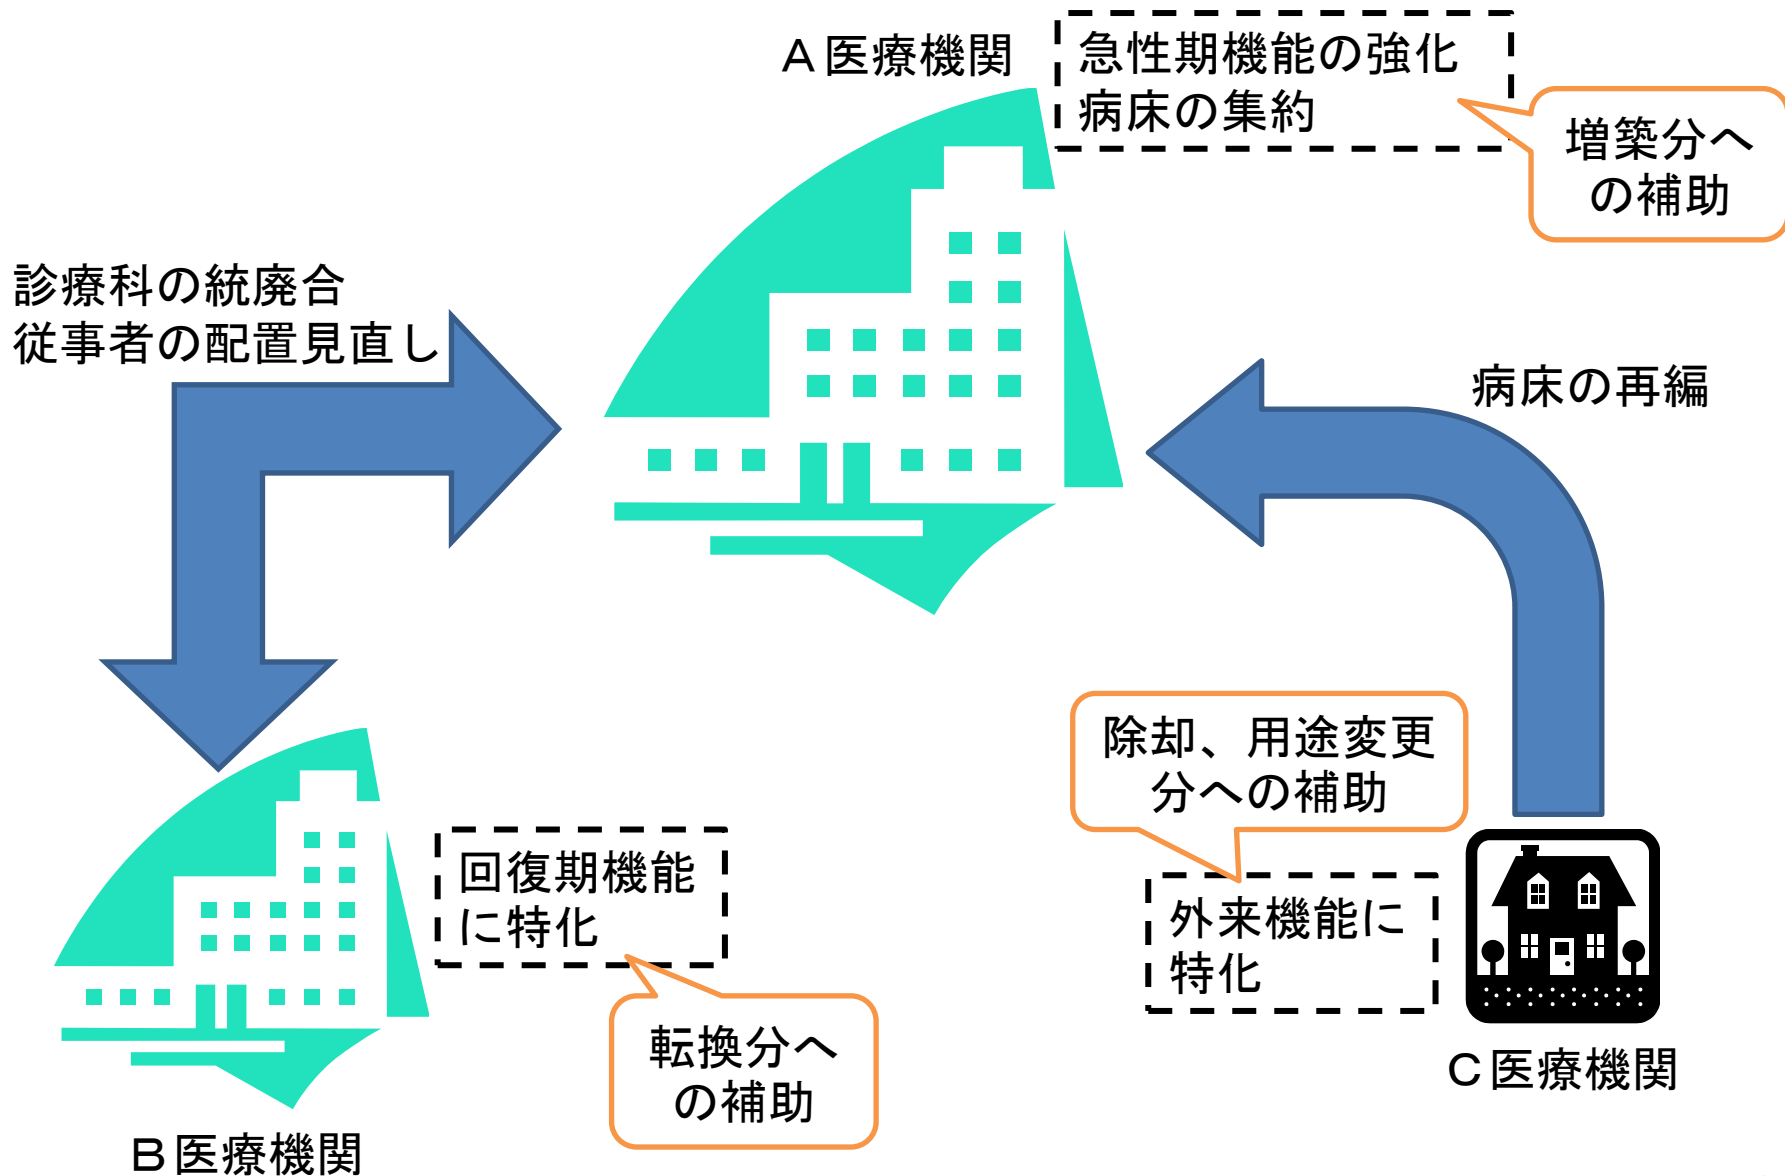 A医療機関
急性期機能の強化
病床の集約
増築分へ
の補助
診療科の統廃合
従事者の配置見直し
病床の再編
除却、用途変更
分への補助
回復期機能
に特化
外来機能に
特化
転換分へ
の補助
C医療機関
B医療機関